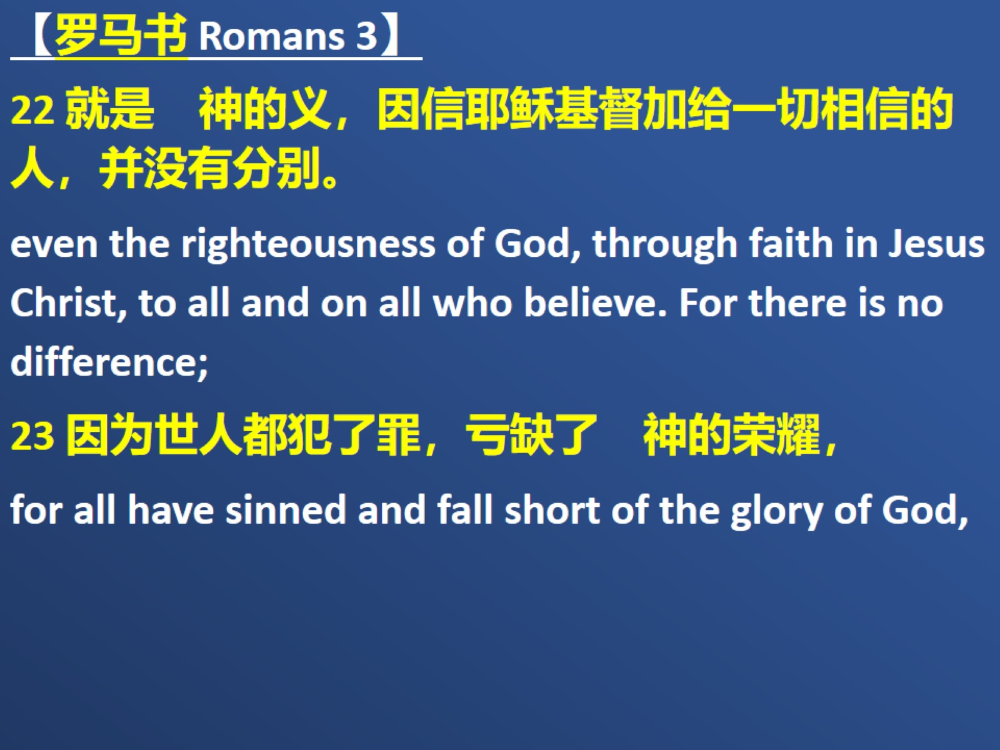 【罗马书 Romans 3】
22 就是　神的义，因信耶稣基督加给一切相信的
人，并没有分别。
even the righteousness of God, through faith in Jesus
Christ, to all and on all who believe. For there is no
difference;
23 因为世人都犯了罪，亏缺了　神的荣耀，
for all have sinned and fall short of the glory of God,